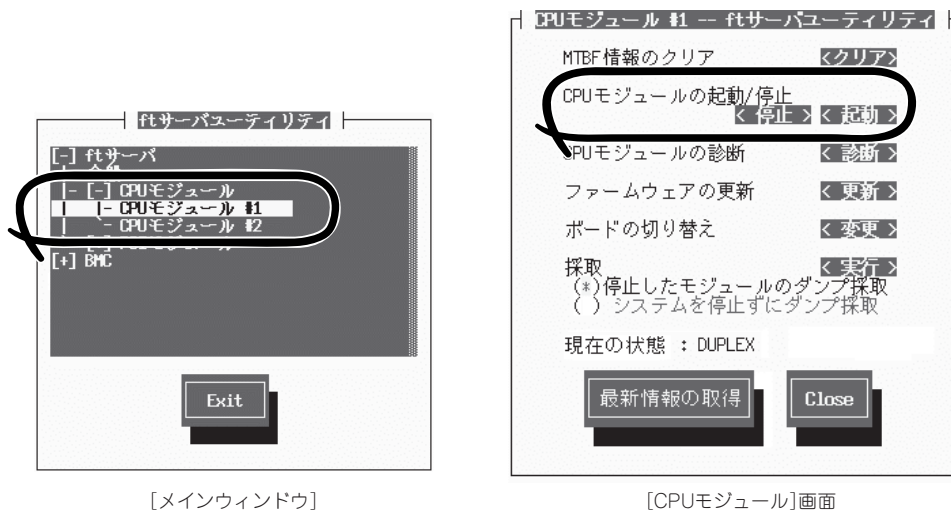 ftサーバユーティリティ
[-] ftサーバ
|- [-] CPUモジュール
| |- CPUモジュール #1
| `- CPUモジュール #2
[+] BMC
Exit
[メインウィンドウ]
CPUモジュール #1 -- ftサーバユーティリティ
MTBF情報のクリア <クリア>
CPUモジュールの起動/停止
< 停止 > < 起動 >
CPUモジュールの診断 < 診断 >
ファームウェアの更新 < 更新 >
ボードの切り替え < 変更 >
採取 < 実行 >
(*)停止したモジュールのダンプ採取
( ) システムを停止ずにダンプ採取
現在の状態 : DUPLEX
最新情報の取得 Close
[CPUモジュール]画面